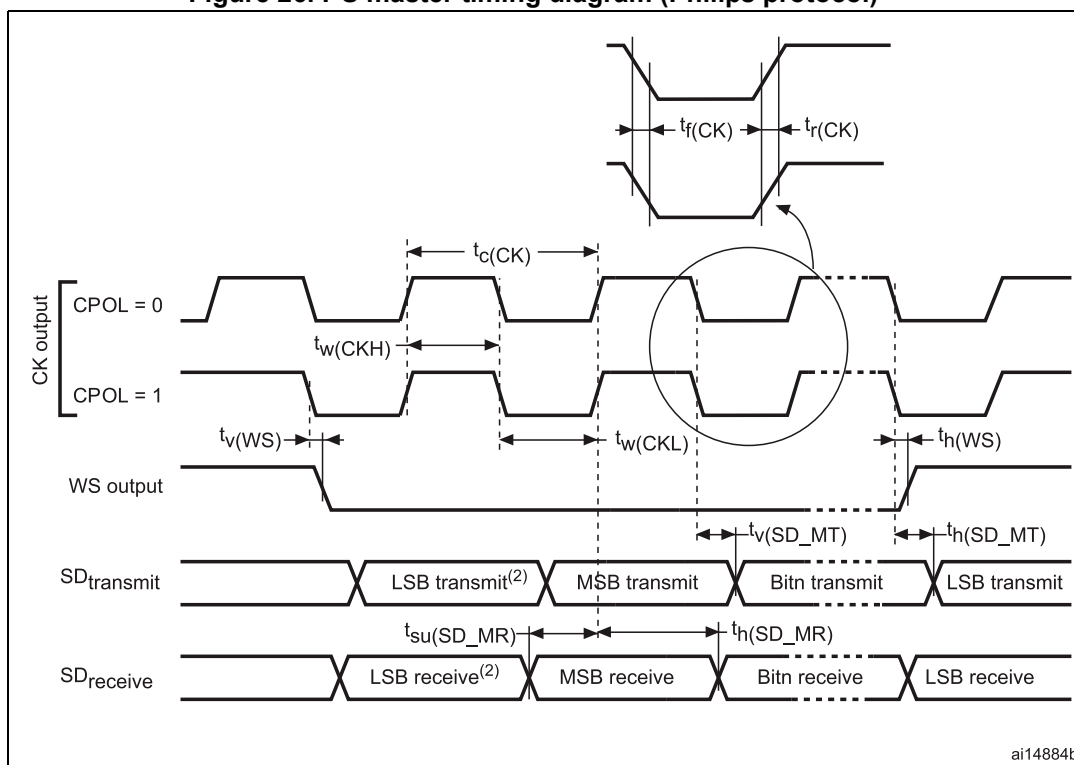 Figure 26. I²S master timing diagram (Philips protocol)
tf(CK)
tr(CK)
tc(CK)
CK output
CPOL = 0
tw(CKH)
CPOL = 1
tv(WS)
tw(CKL)
th(WS)
WS output
tv(SD_MT)
th(SD_MT)
SDtransmit
LSB transmit(2)
MSB transmit
Bitn transmit
LSB transmit
tsu(SD_MR)
th(SD_MR)
SDreceive
LSB receive(2)
MSB receive
Bitn receive
LSB receive
ai14884b